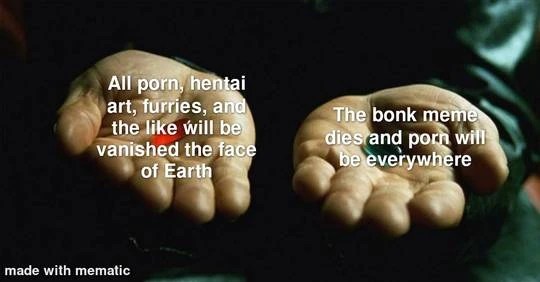 All porn, hentai
art, furries, and
the like will be
vanished the face
of Earth
The bonk meme
dies and porn will
be everywhere
made with mematic